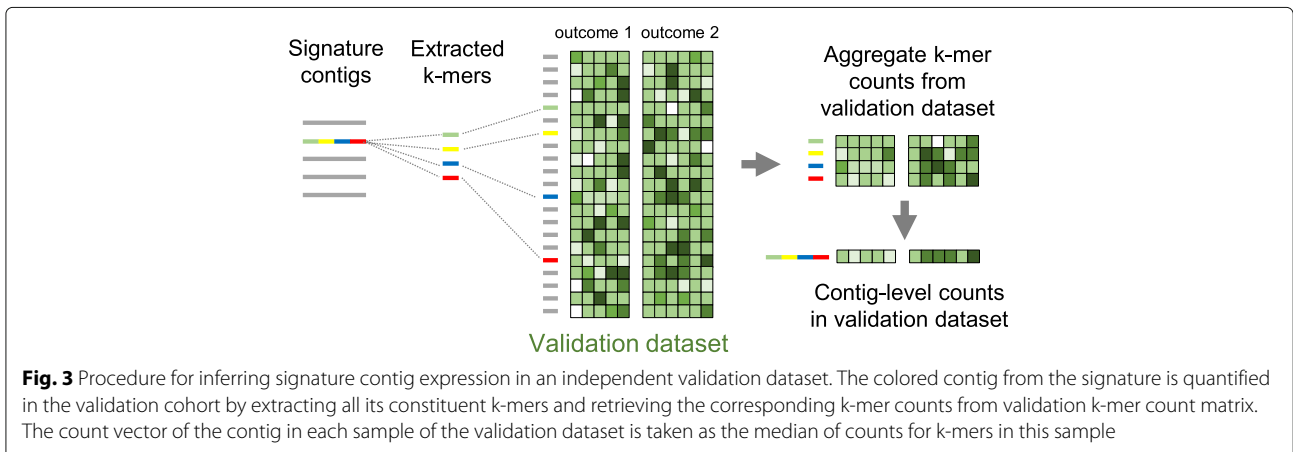 Signature
contigs
Extracted
k-mers
outcome 1 outcome 2
Aggregate k-mer
counts from
validation dataset
Contig-level counts
in validation dataset
Validation dataset
Fig. 3 Procedure for inferring signature contig expression in an independent validation dataset. The colored contig from the signature is quantified
in the validation cohort by extracting all its constituent k-mers and retrieving the corresponding k-mer counts from validation k-mer count matrix.
The count vector of the contig in each sample of the validation dataset is taken as the median of counts for k-mers in this sample